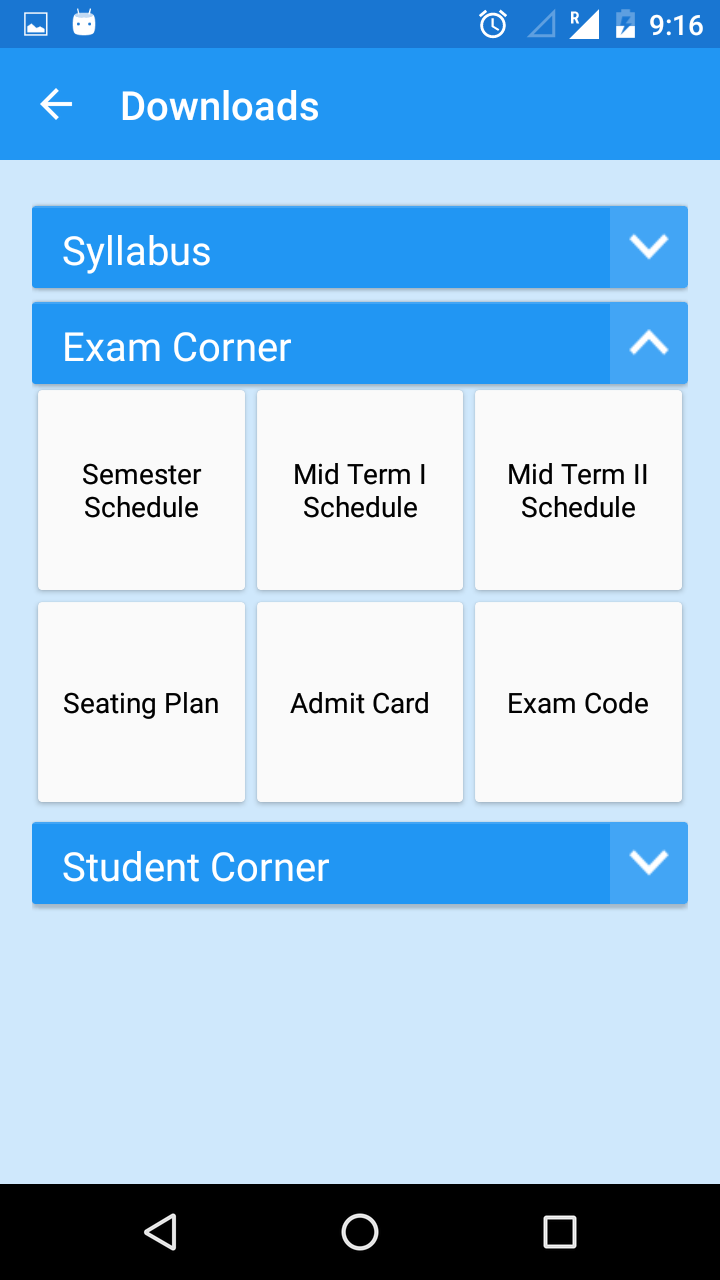 R 9:16
Downloads
Syllabus
Exam Corner
Semester Schedule
Mid Term I Schedule
Mid Term II Schedule
Seating Plan
Admit Card
Exam Code
Student Corner